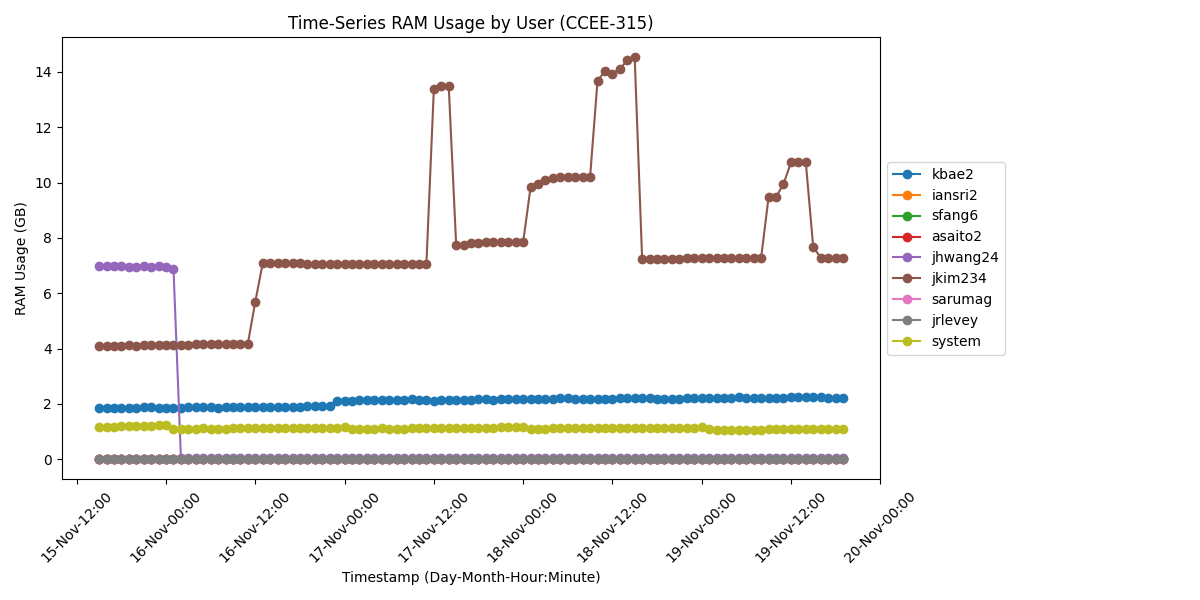 Time-Series RAM Usage by User (CCEE-315)
RAM Usage (GB)
14
12
10
8
6
4
2
0
15-Nov-12:00
16-Nov-00:00
16-Nov-12:00
17-Nov-00:00
17-Nov-12:00
18-Nov-00:00
18-Nov-12:00
19-Nov-00:00
19-Nov-12:00
20-Nov-00:00
Timestamp (Day-Month-Hour:Minute)
kbae2
iansri2
sfang6
asaito2
jhwang24
jkim234
sarumag
jrlevey
system